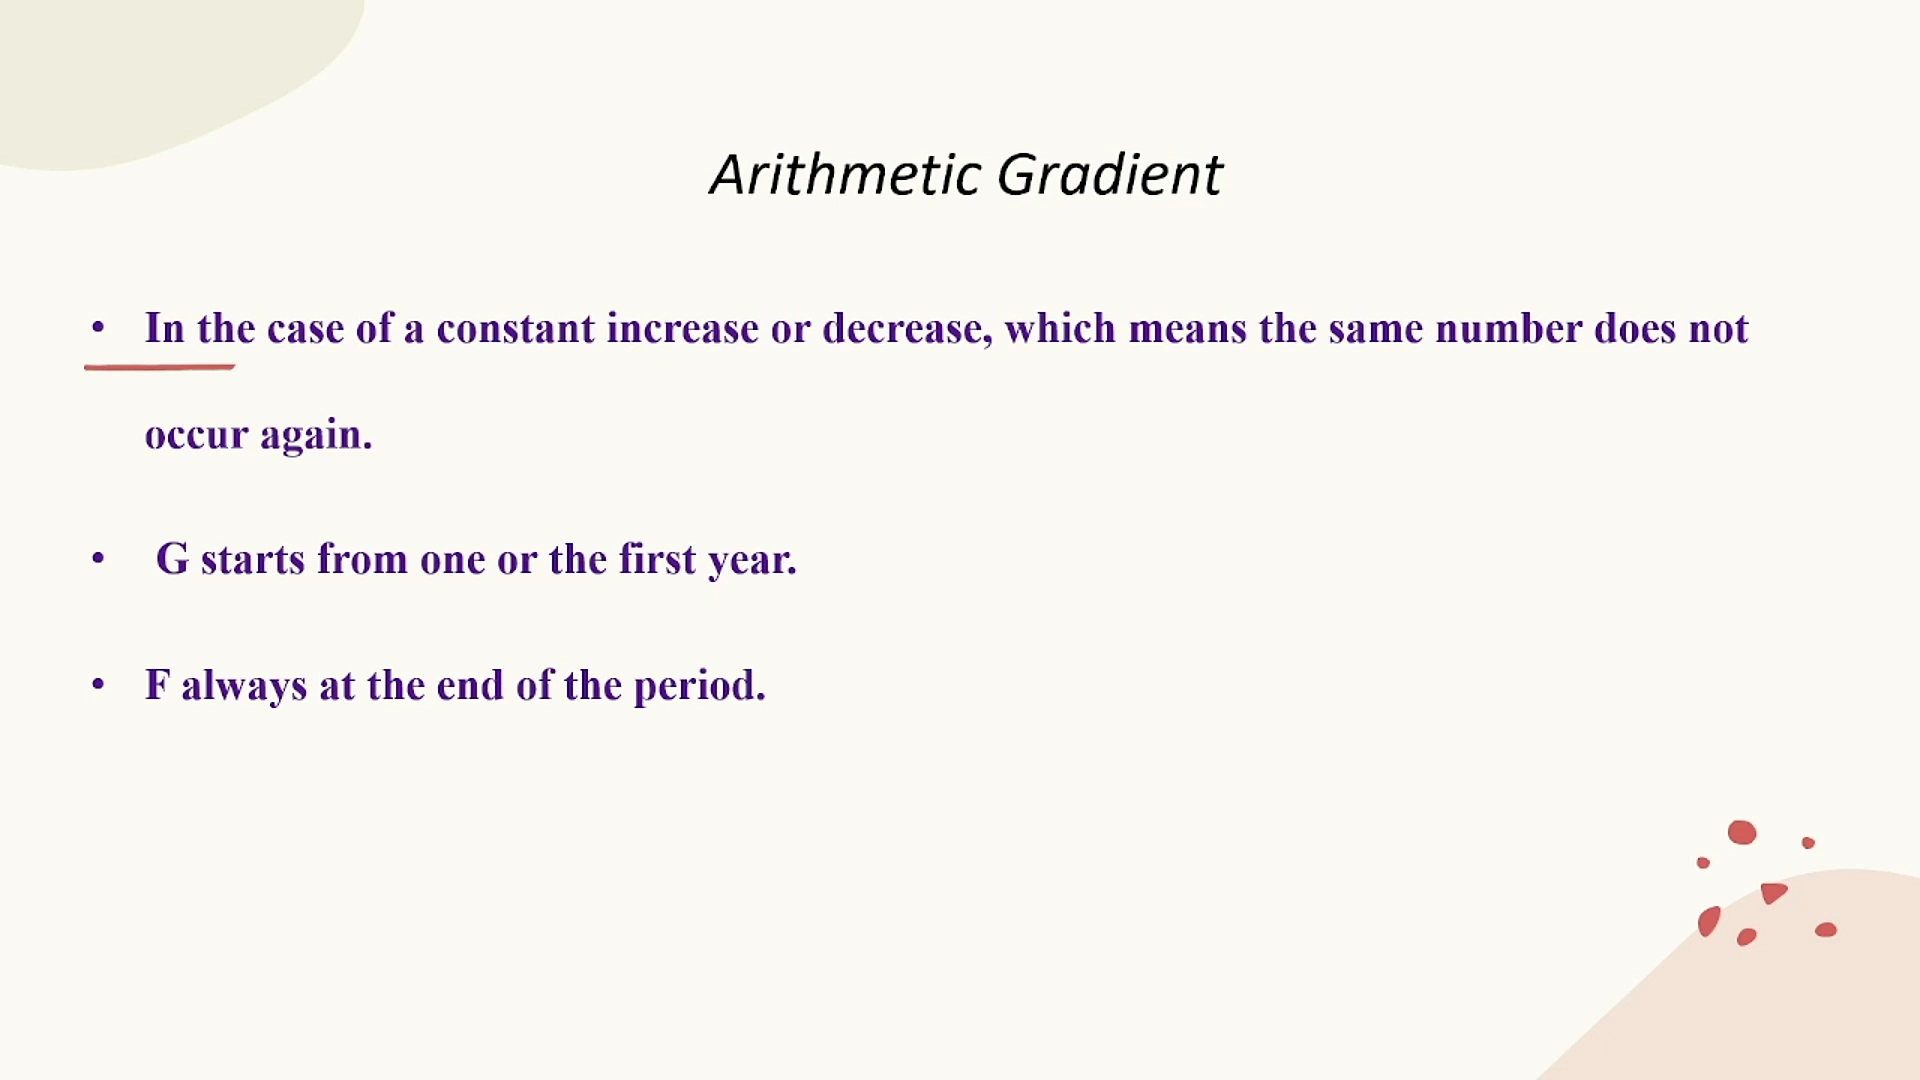 Arithmetic Gradient
• In the case of a constant increase or decrease, which means the same number does not
occur again.
• G starts from one or the first year.
• F always at the end of the period.